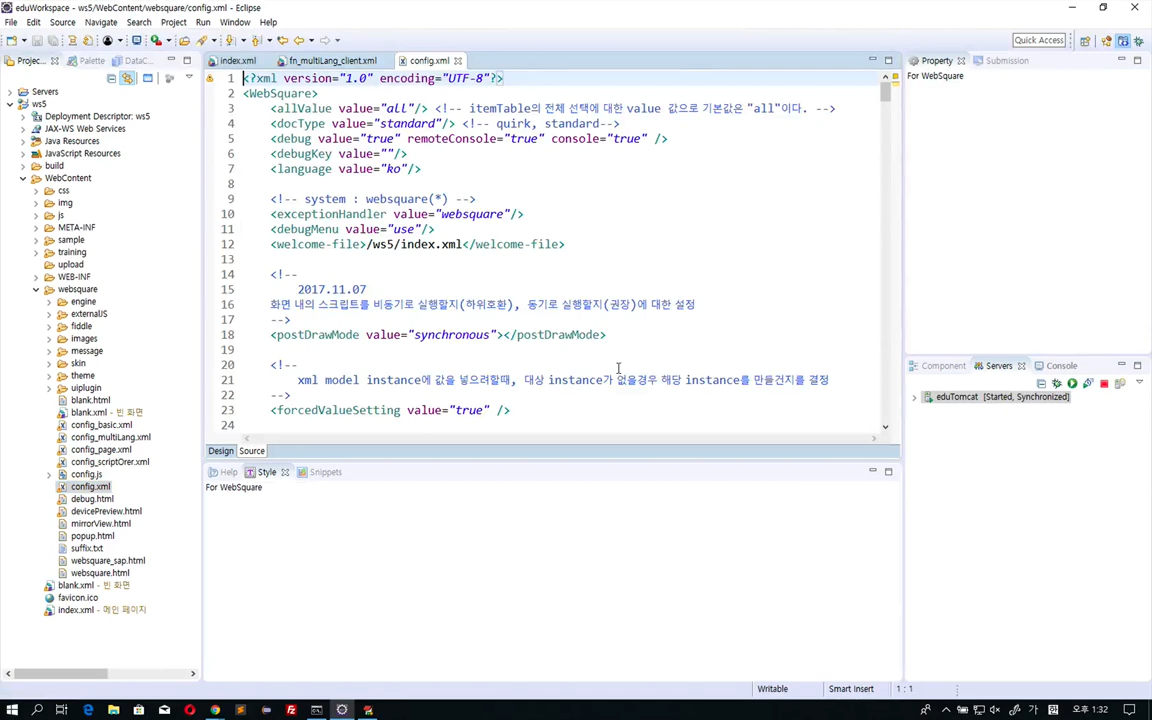 eduWorkspace - ws5/WebContent/websquare/config.xml - Eclipse
File Edit Source Navigate Search Project Run Window Help
Quick Access
Projec... Palette DataC...
Servers
ws5
Deployment Descriptor: ws5
JAX-WS Web Services
Java Resources
JavaScript Resources
build
WebContent
css
img
js
META-INF
sample
training
upload
WEB-INF
websquare
engine
externalJS
fiddle
images
message
skin
theme
uiplugin
blank.html
blank.xml - 빈 화면
config_basic.xml
config_multiLang.xml
config_page.xml
config_scriptOrer.xml
config.js
config.xml
debug.html
devicePreview.html
mirrorView.html
popup.html
suffix.txt
websquare_sap.html
websquare.html
blank.xml - 빈 화면
favicon.ico
index.xml - 메인 페이지
index.xml fn_multiLang_client.xml config.xml
1 <?xml version="1.0" encoding="UTF-8"?>
2 <WebSquare>
3 <allValue value="all"/> <!-- itemTable의 전체 선택에 대한 value 값으로 기본값은 "all"이다. -->
4 <docType value="standard"/> <!-- quirk, standard-->
5 <debug value="true" remoteConsole="true" console="true" />
6 <debugKey value=""/>
7 <language value="ko"/>
8
9 <!-- system : websquare(*) -->
10 <exceptionHandler value="websquare"/>
11 <debugMenu value="use"/>
12 <welcome-file>/ws5/index.xml</welcome-file>
13
14 <!--
15 2017.11.07
16 화면 내의 스크립트를 비동기로 실행할지(하위호환), 동기로 실행할지(권장)에 대한 설정
17 -->
18 <postDrawMode value="synchronous"></postDrawMode>
19
20 <!--
21 xml model instance에 값을 넣으려할때, 대상 instance가 없을경우 해당 instance를 만들건지를 결정
22 -->
23 <forcedValueSetting value="true" />
24
Design Source
Help Style Snippets
For WebSquare
Property Submission
For WebSquare
Component Servers Console
eduTomcat [Started, Synchronized]
Writable Smart Insert 1 : 1
가 오후 1:32